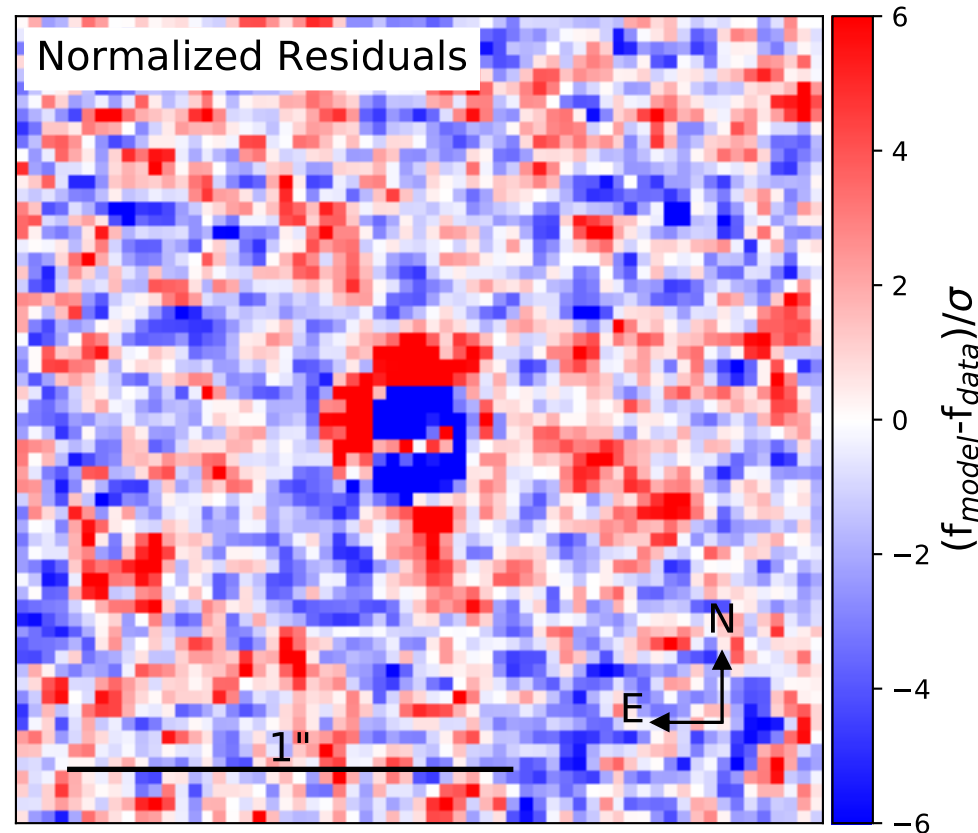 Normalized Residuals
6
4
2
0
−2
−4
−6
(f_model-f_data)/σ
N
E
1"